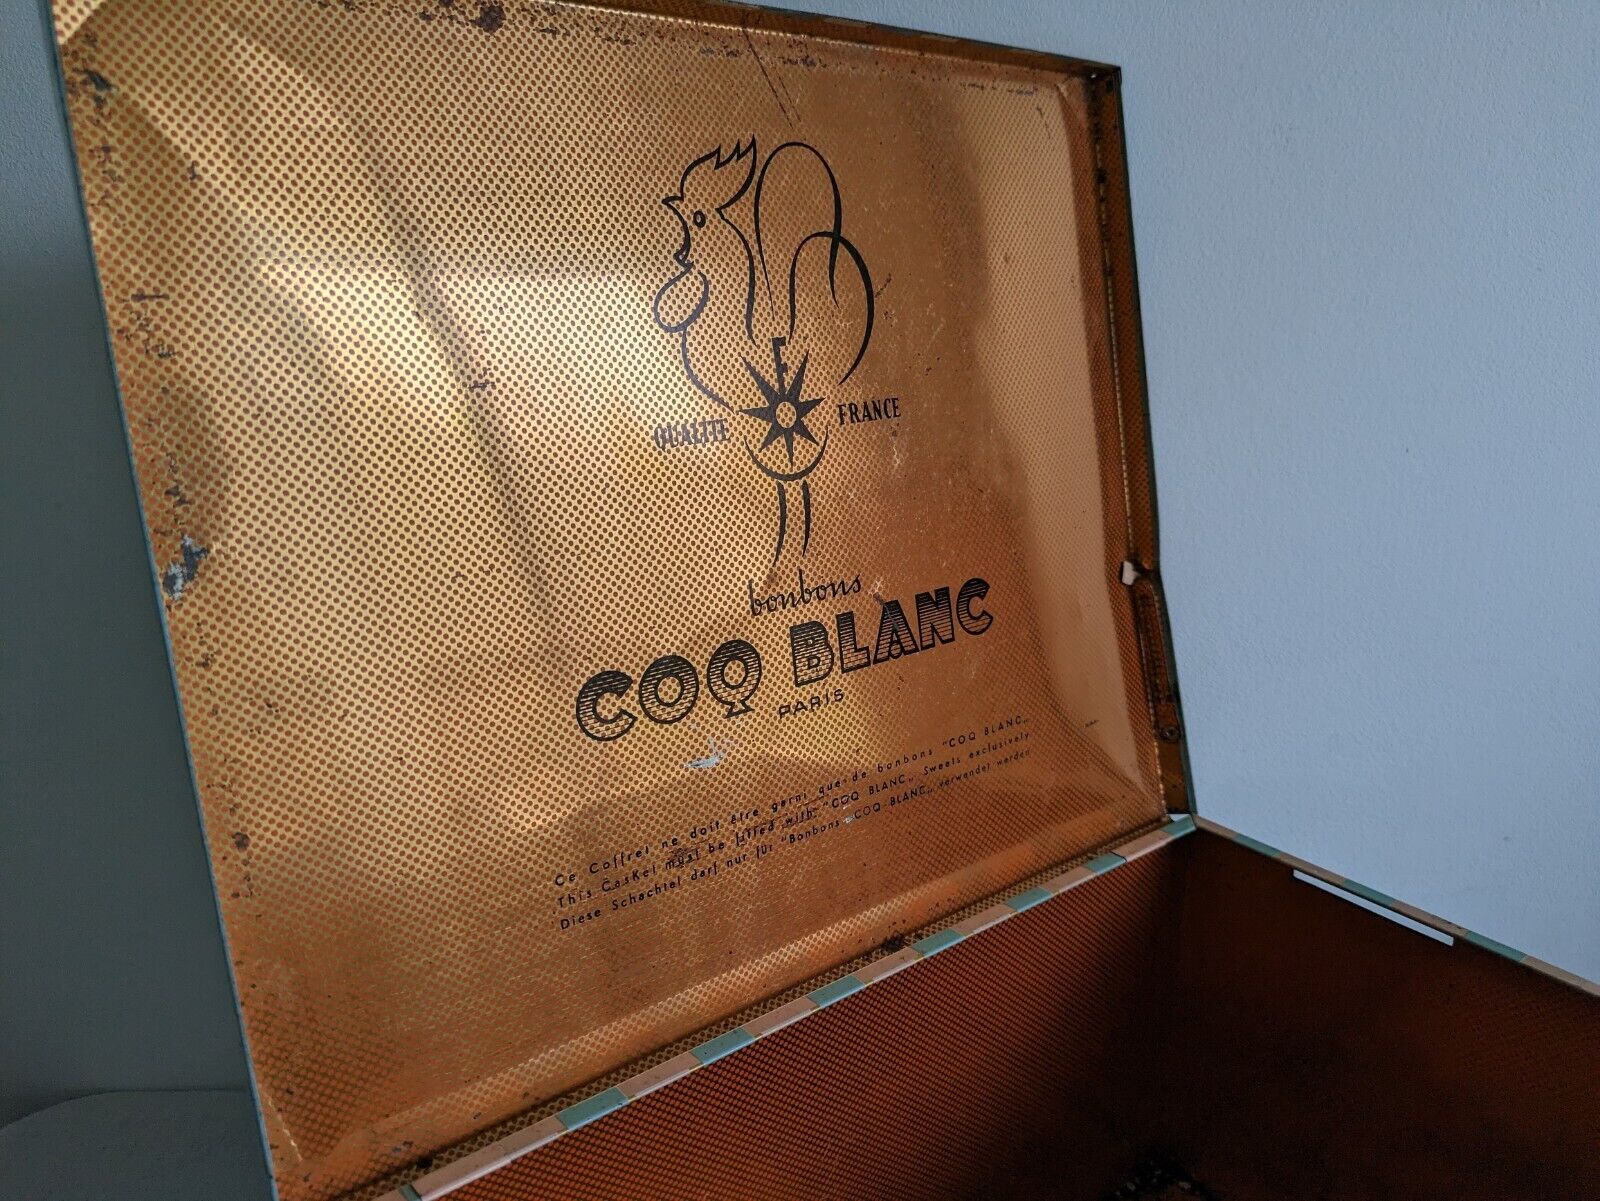 F
QUALITÉ FRANCE
bonbons
COQ BLANC
PARIS
Ce Coffret ne doit être garni que de bonbons "COQ BLANC„
This Casket must be filled with "COQ BLANC„ Sweets exclusively
Diese Schachtel darf nur für "Bonbons COQ BLANC„ verwendet werden